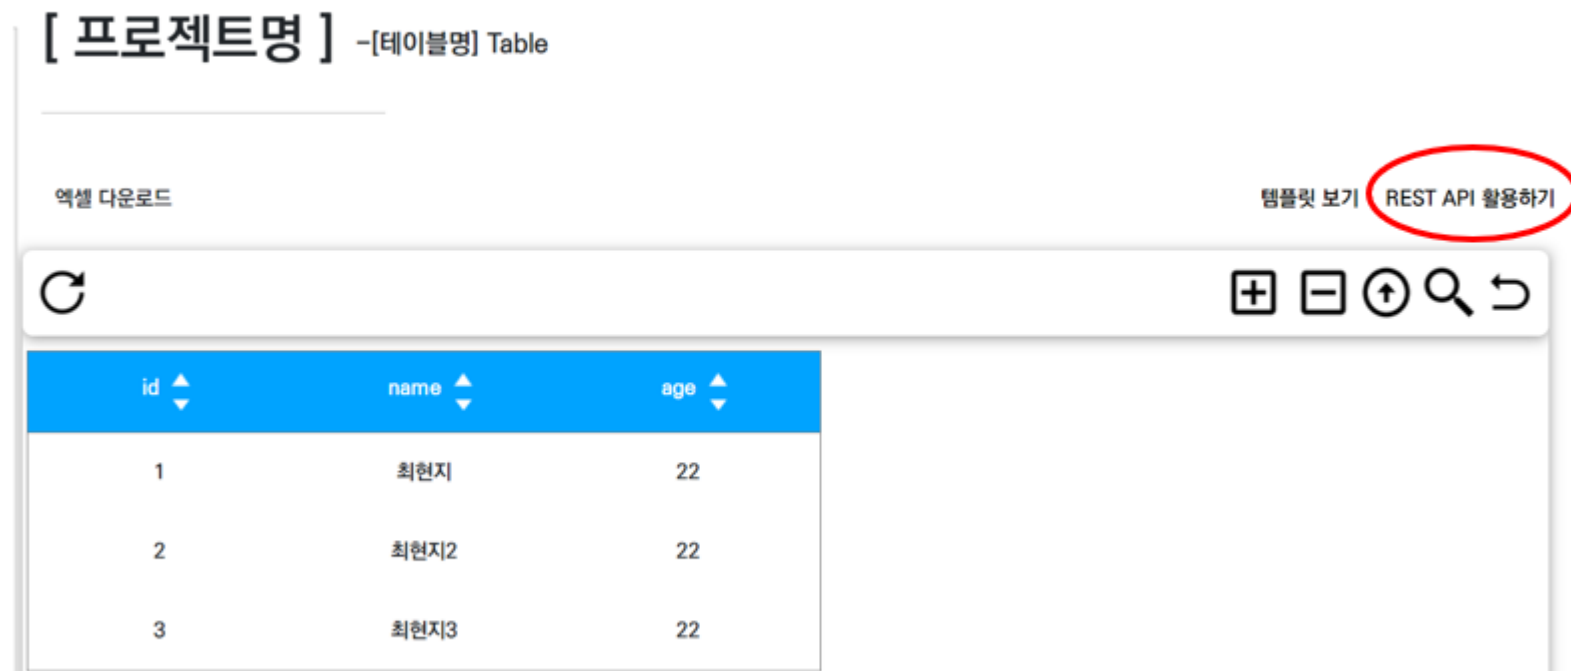 [ 프로젝트명 ] -[테이블명] Table
엑셀 다운로드 템플릿 보기 REST API 활용하기
id name age
1 최현지 22
2 최현지2 22
3 최현지3 22